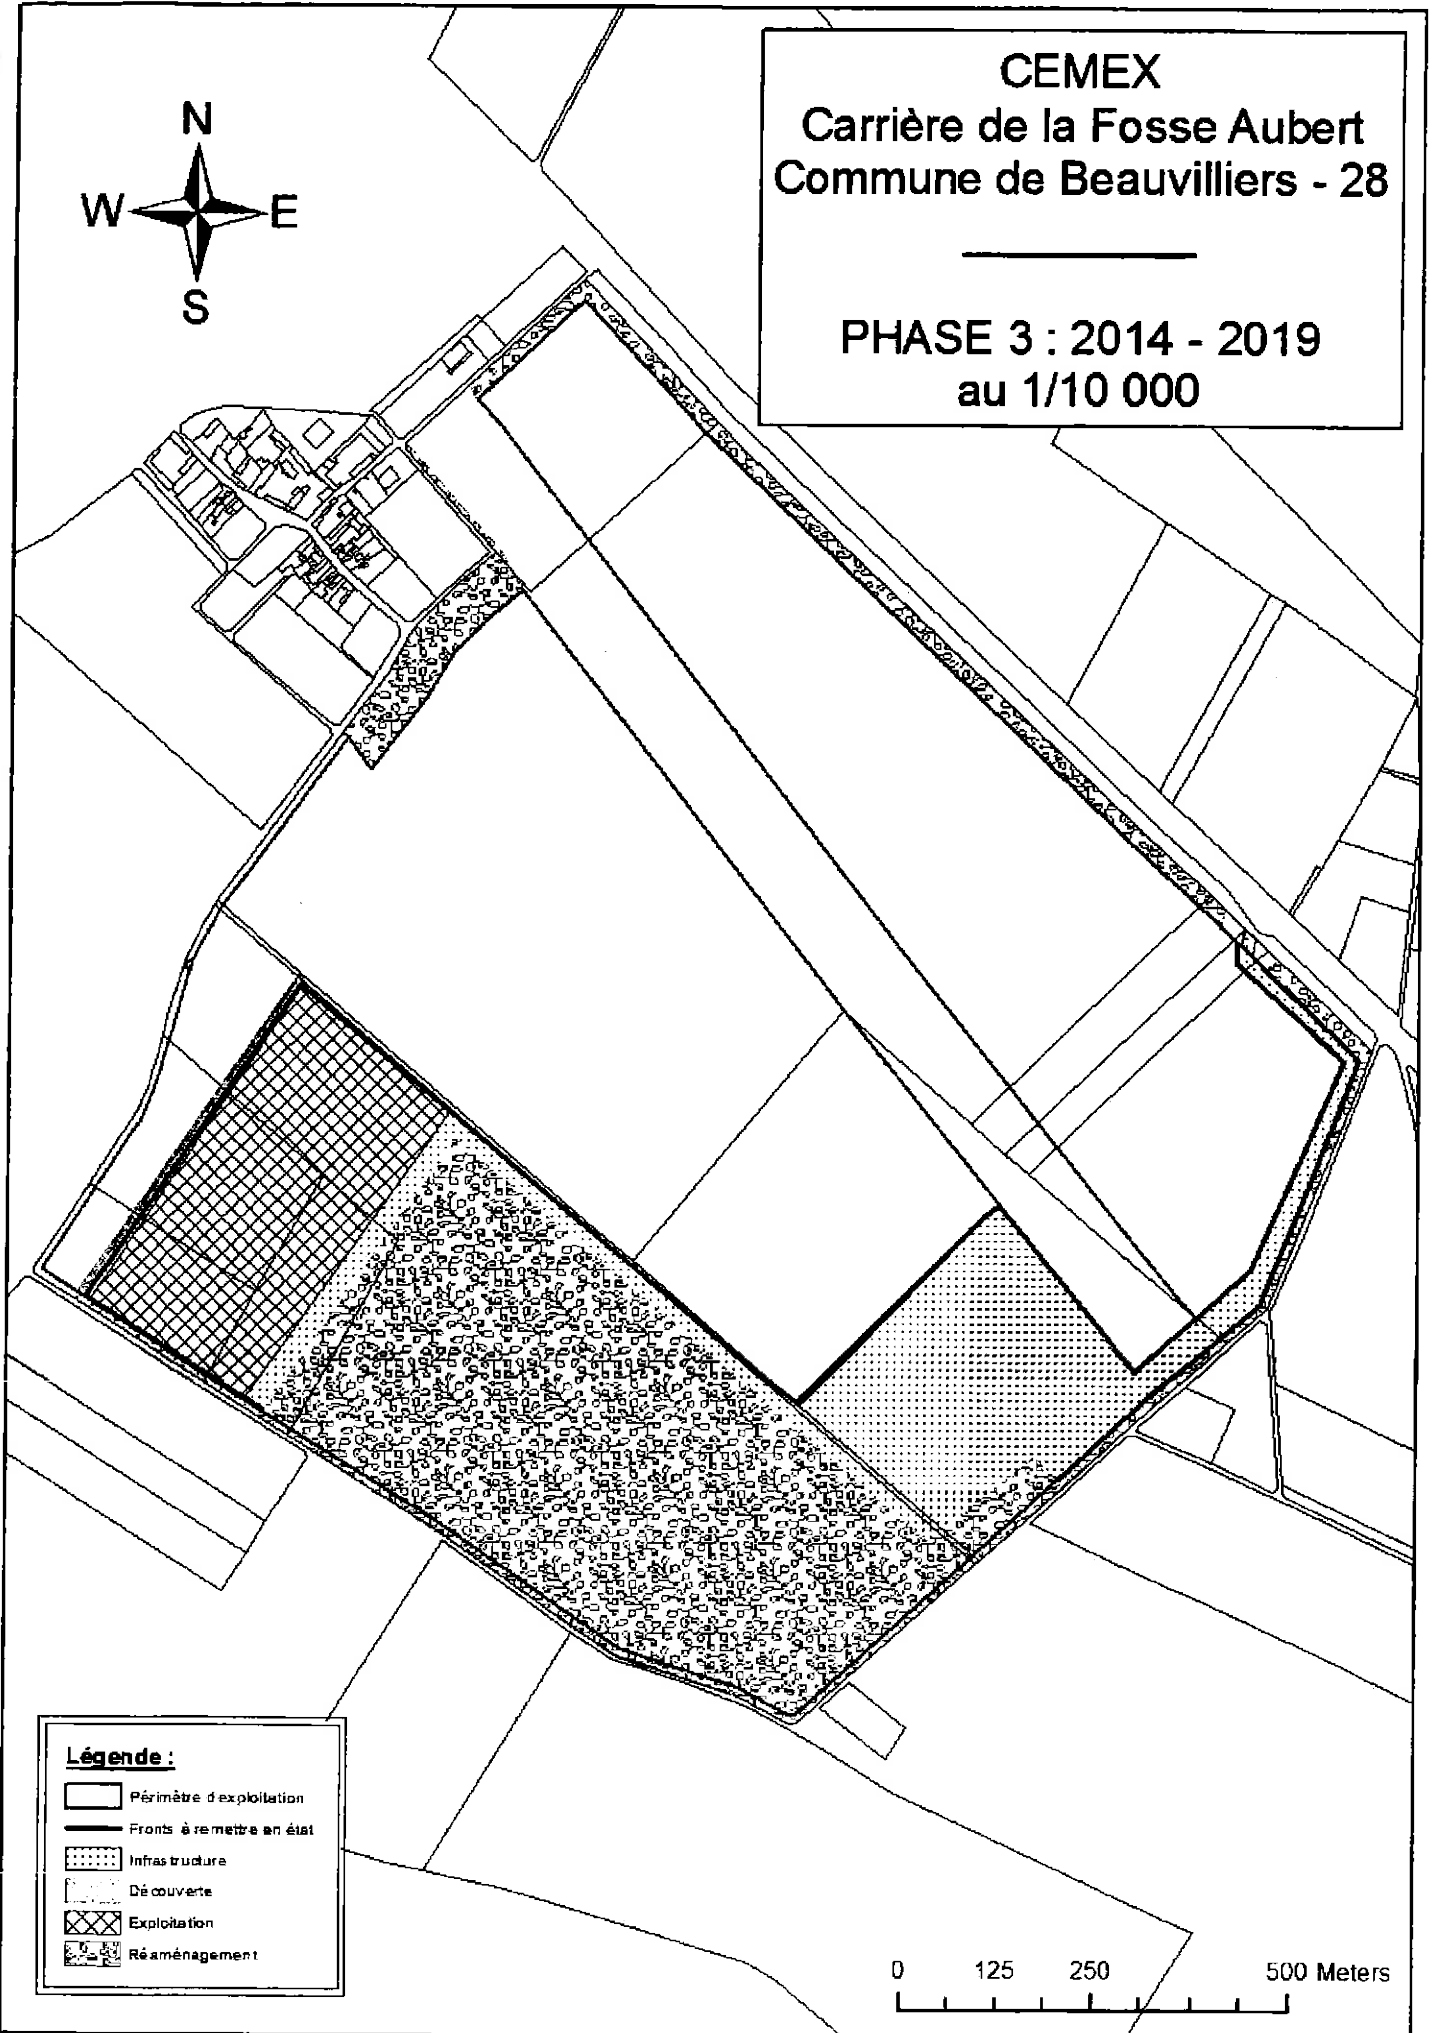 CEMEX
Carrière de la Fosse Aubert
Commune de Beauvilliers - 28
PHASE 3 : 2014 - 2019
au 1/10 000
N
W E
S
Légende :
Périmètre d'exploitation
Fronts à remettre en état
Infrastructure
Découverte
Exploitation
Réaménagement
0 125 250 500 Meters